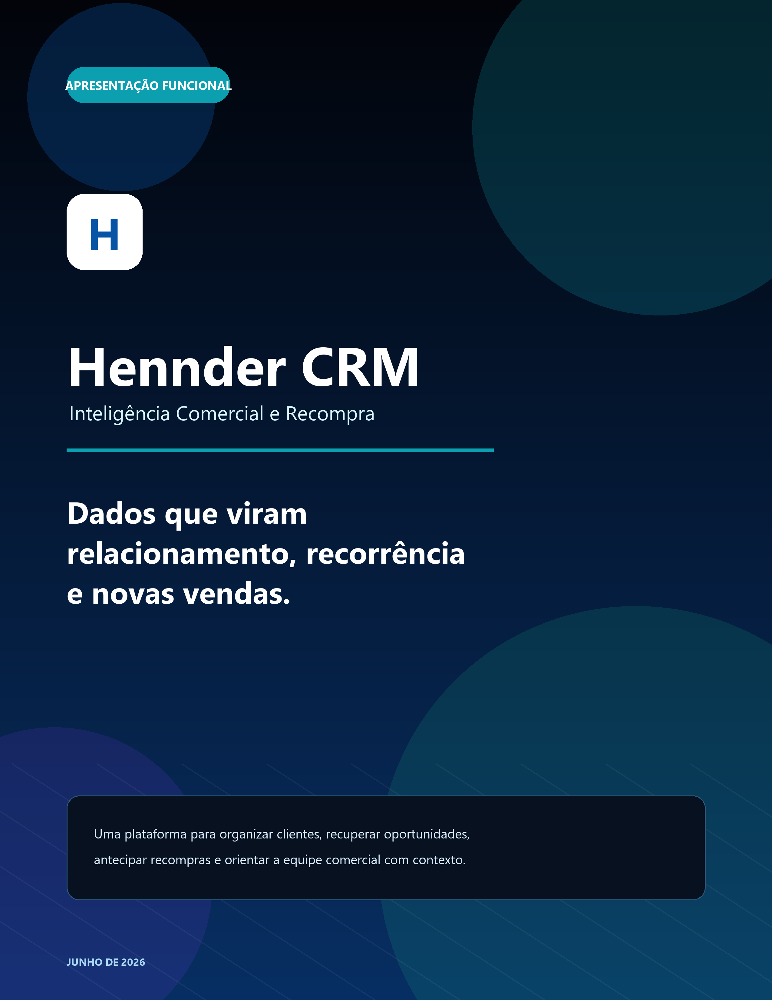 APRESENTAÇÃO FUNCIONAL
H
Hennder CRM
Inteligência Comercial e Recompra
Dados que viram
relacionamento, recorrência
e novas vendas.
Uma plataforma para organizar clientes, recuperar oportunidades,
antecipar recompras e orientar a equipe comercial com contexto.
JUNHO DE 2026